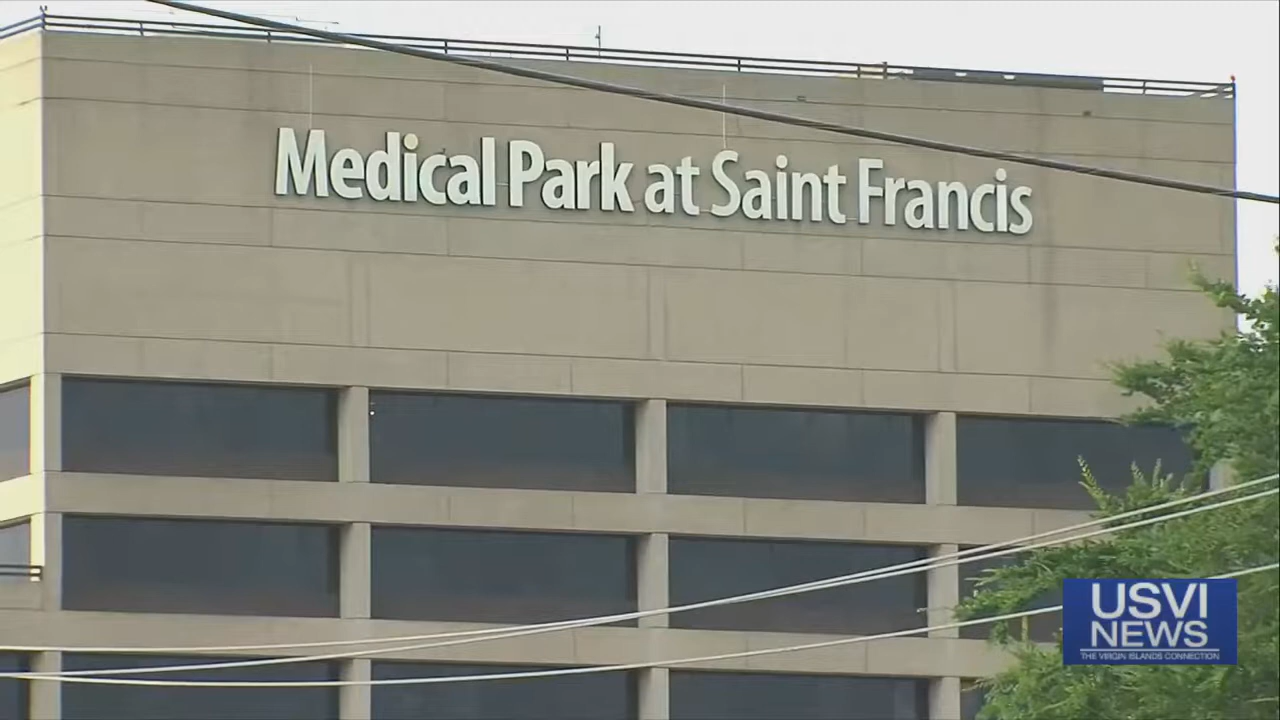 Medical Park at Saint Francis
USVI
NEWS
THE VIRGIN ISLANDS CONNECTION